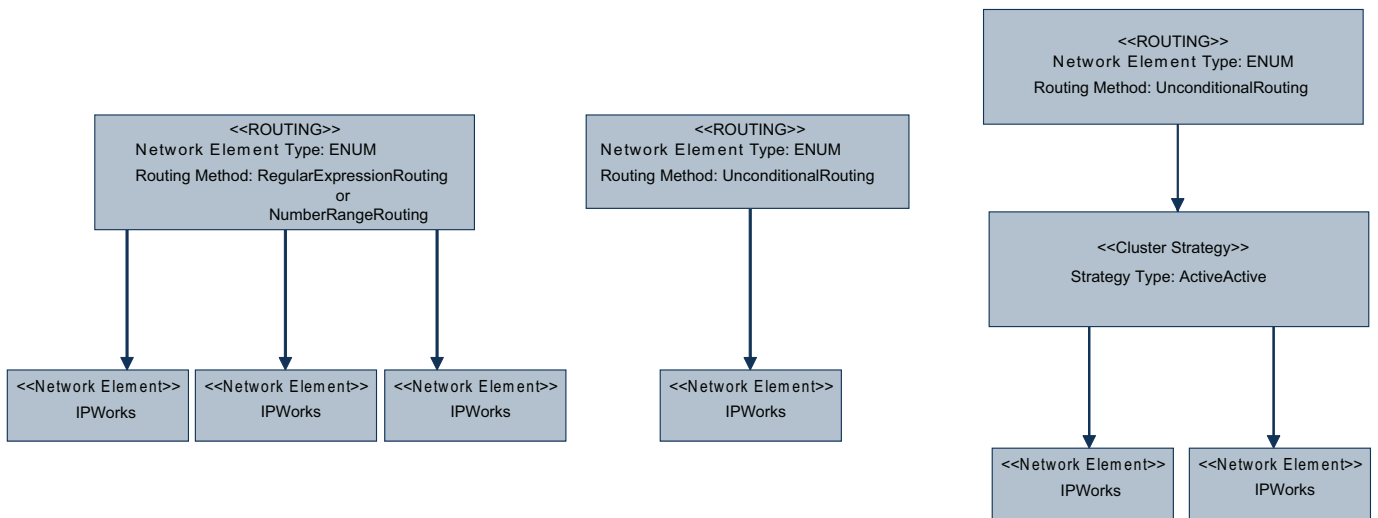 <<ROUTING>>
Network Element Type: ENUM
Routing Method: RegularExpressionRouting
or
NumberRangeRouting
<<Network Element>>
IPWorks
<<Network Element>>
IPWorks
<<Network Element>>
IPWorks
<<ROUTING>>
Network Element Type: ENUM
Routing Method: UnconditionalRouting
<<Network Element>>
IPWorks
<<ROUTING>>
Network Element Type: ENUM
Routing Method: UnconditionalRouting
<<Cluster Strategy>>
Strategy Type: ActiveActive
<<Network Element>>
IPWorks
<<Network Element>>
IPWorks